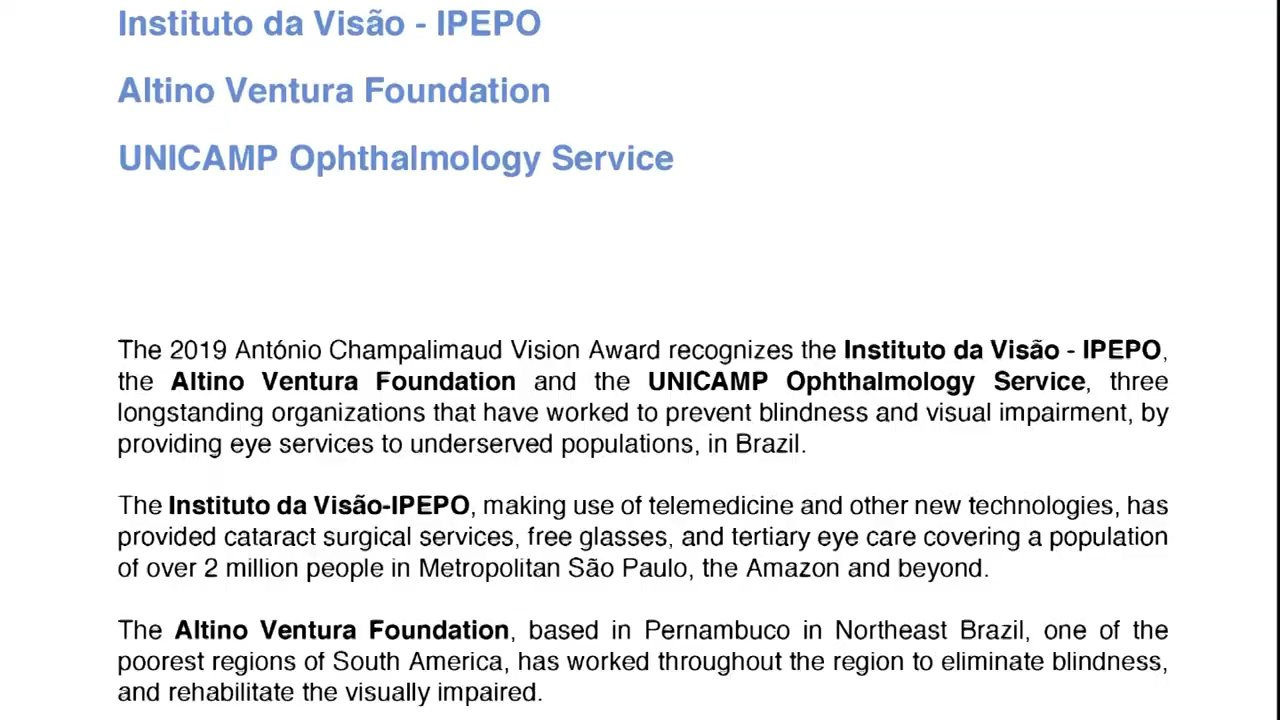 Instituto da Visão - IPEPO
Altino Ventura Foundation
UNICAMP Ophthalmology Service
The 2019 António Champalimaud Vision Award recognizes the Instituto da Visão - IPEPO,
the Altino Ventura Foundation and the UNICAMP Ophthalmology Service, three
longstanding organizations that have worked to prevent blindness and visual impairment, by
providing eye services to underserved populations, in Brazil.
The Instituto da Visão-IPEPO, making use of telemedicine and other new technologies, has
provided cataract surgical services, free glasses, and tertiary eye care covering a population
of over 2 million people in Metropolitan São Paulo, the Amazon and beyond.
The Altino Ventura Foundation, based in Pernambuco in Northeast Brazil, one of the
poorest regions of South America, has worked throughout the region to eliminate blindness,
and rehabilitate the visually impaired.